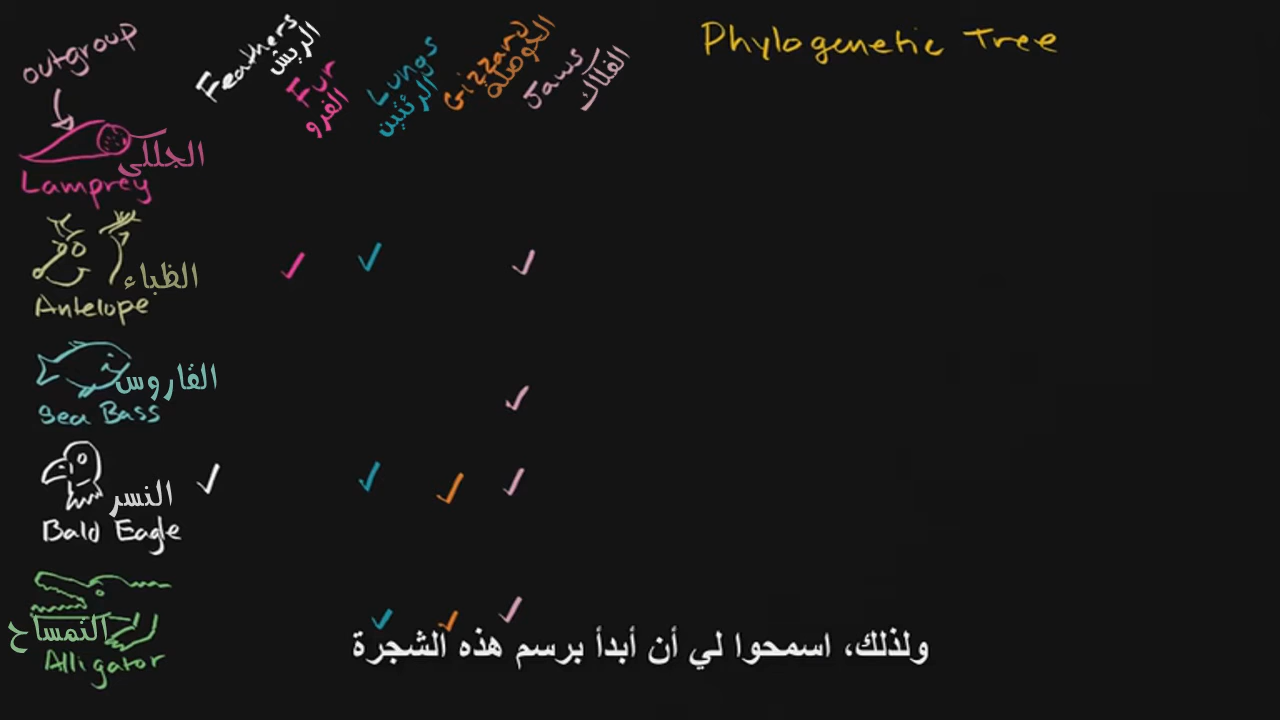 Phylogenetic Tree
outgroup
Feathers
الريش
Fur
الفرو
Lungs
الرئتين
Gizzard
الحوصلة
Jaws
الفكاك
الجلكى
Lamprey
الظباء
Antelope
القاروس
Sea Bass
النسر
Bald Eagle
التمساح
Alligator
ولذلك، اسمحوا لي أن أبدأ برسم هذه الشجرة